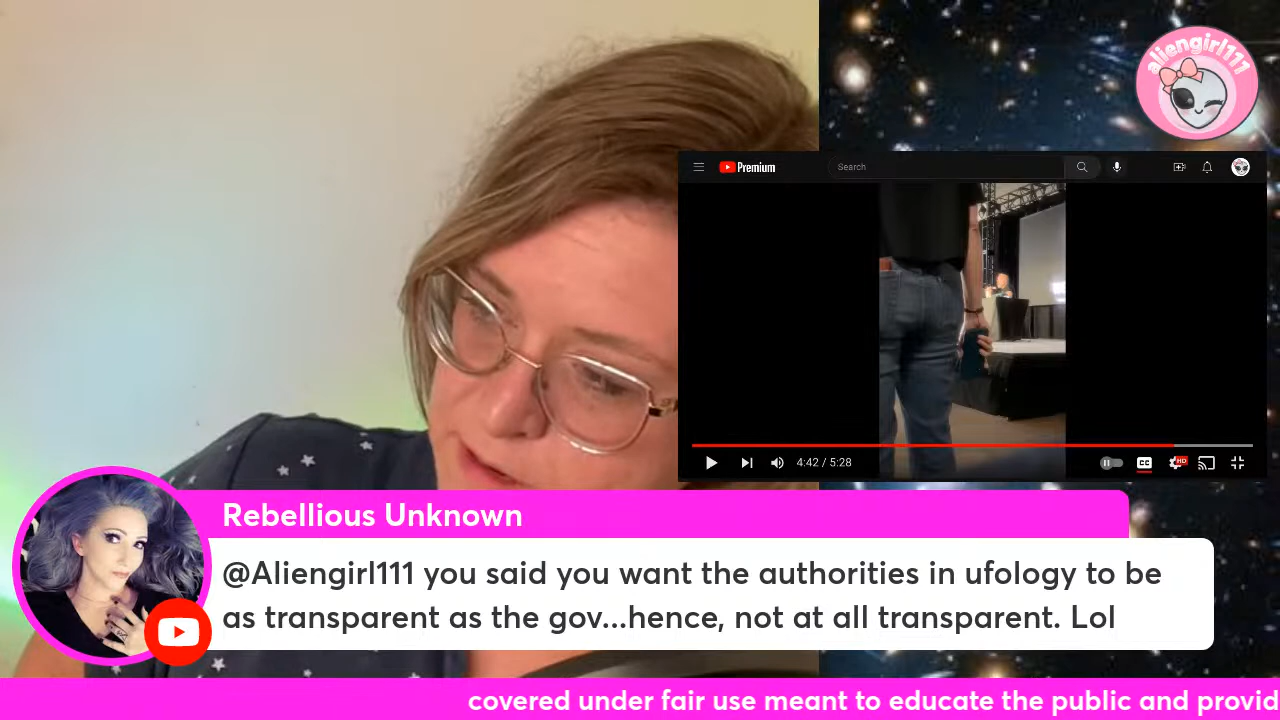 aliengirl111
Premium
Search
4:42 / 5:28
CC
HD
Rebellious Unknown
@Aliengirl111 you said you want the authorities in ufology to be
as transparent as the gov...hence, not at all transparent. Lol
covered under fair use meant to educate the public and provid